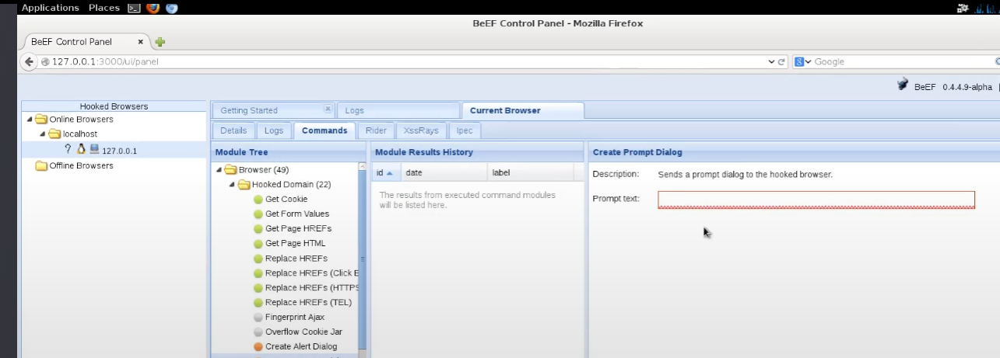 Applications Places
BeEF Control Panel - Mozilla Firefox
BeEF Control Panel
127.0.0.1:3000/ui/panel
Google
BeEF 0.4.4.9-alpha |
Hooked Browsers
Online Browsers
localhost
? 127.0.0.1
Offline Browsers
Getting Started Logs Current Browser
Details Logs Commands Rider XssRays Ipec
Module Tree
Browser (49)
Hooked Domain (22)
Get Cookie
Get Form Values
Get Page HREFs
Get Page HTML
Replace HREFs
Replace HREFs (Click E
Replace HREFs (HTTPS
Replace HREFs (TEL)
Fingerprint Ajax
Overflow Cookie Jar
Create Alert Dialog
Module Results History
id date label
The results from executed command modules
will be listed here.
Create Prompt Dialog
Description: Sends a prompt dialog to the hooked browser.
Prompt text: